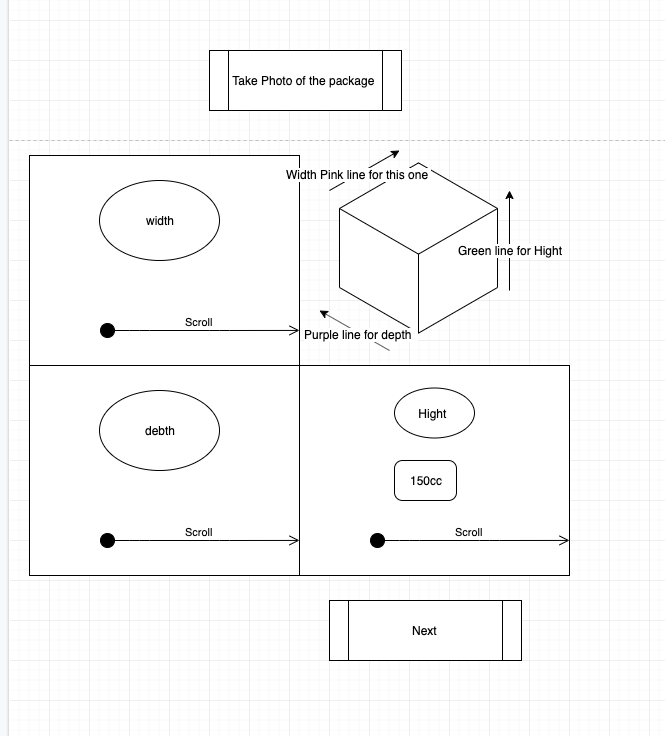 Take Photo of the package
Width Pink line for this one
width
Green line for Hight
Scroll
Purple line for depth
debth
Hight
150cc
Scroll
Scroll
Next